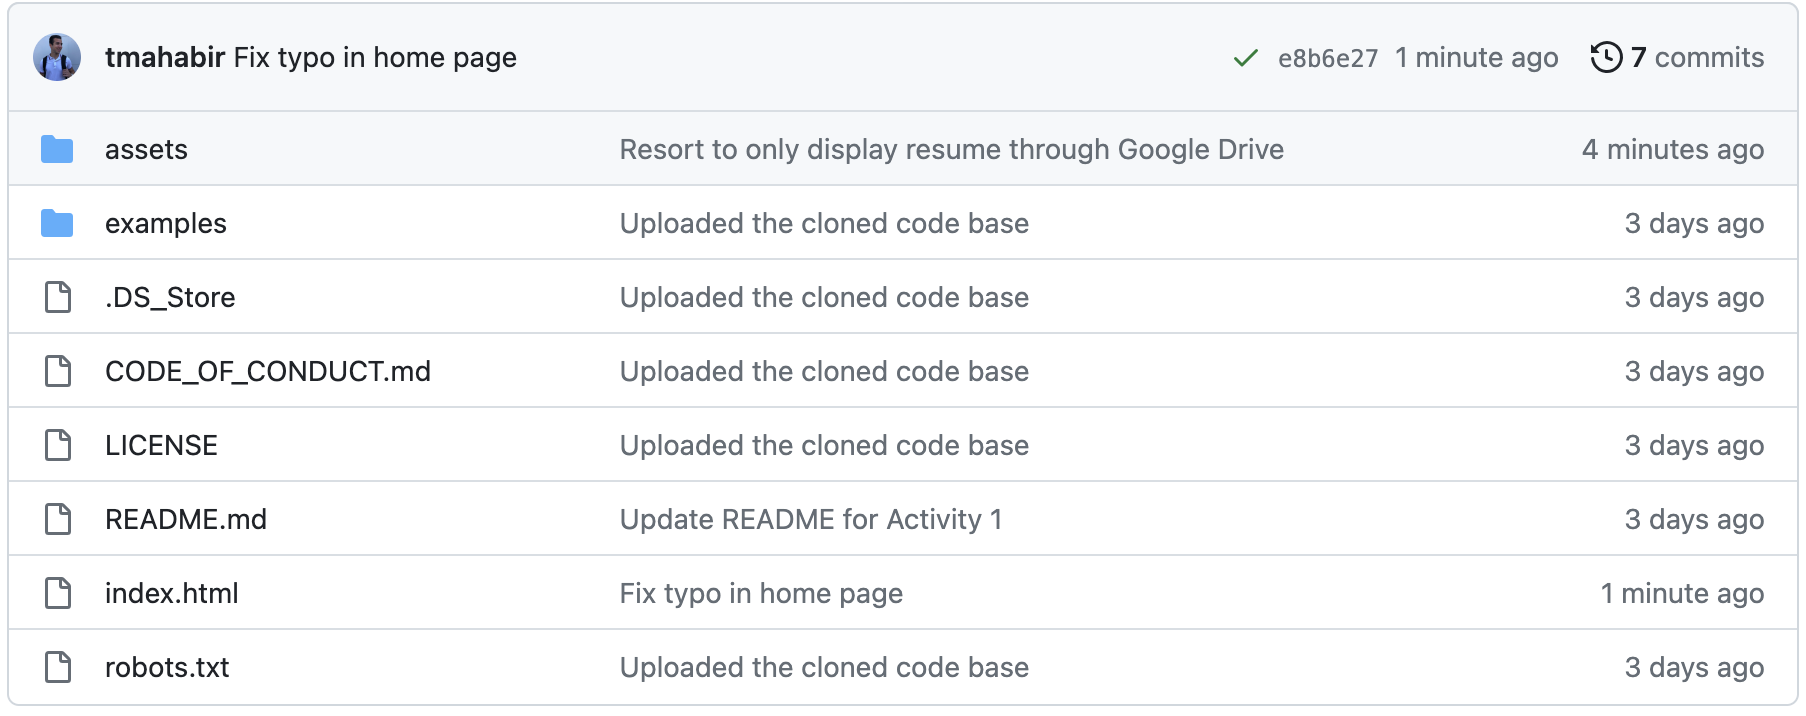 tmahabir Fix typo in home page e8b6e27 1 minute ago 7 commits
assets Resort to only display resume through Google Drive 4 minutes ago
examples Uploaded the cloned code base 3 days ago
.DS_Store Uploaded the cloned code base 3 days ago
CODE_OF_CONDUCT.md Uploaded the cloned code base 3 days ago
LICENSE Uploaded the cloned code base 3 days ago
README.md Update README for Activity 1 3 days ago
index.html Fix typo in home page 1 minute ago
robots.txt Uploaded the cloned code base 3 days ago